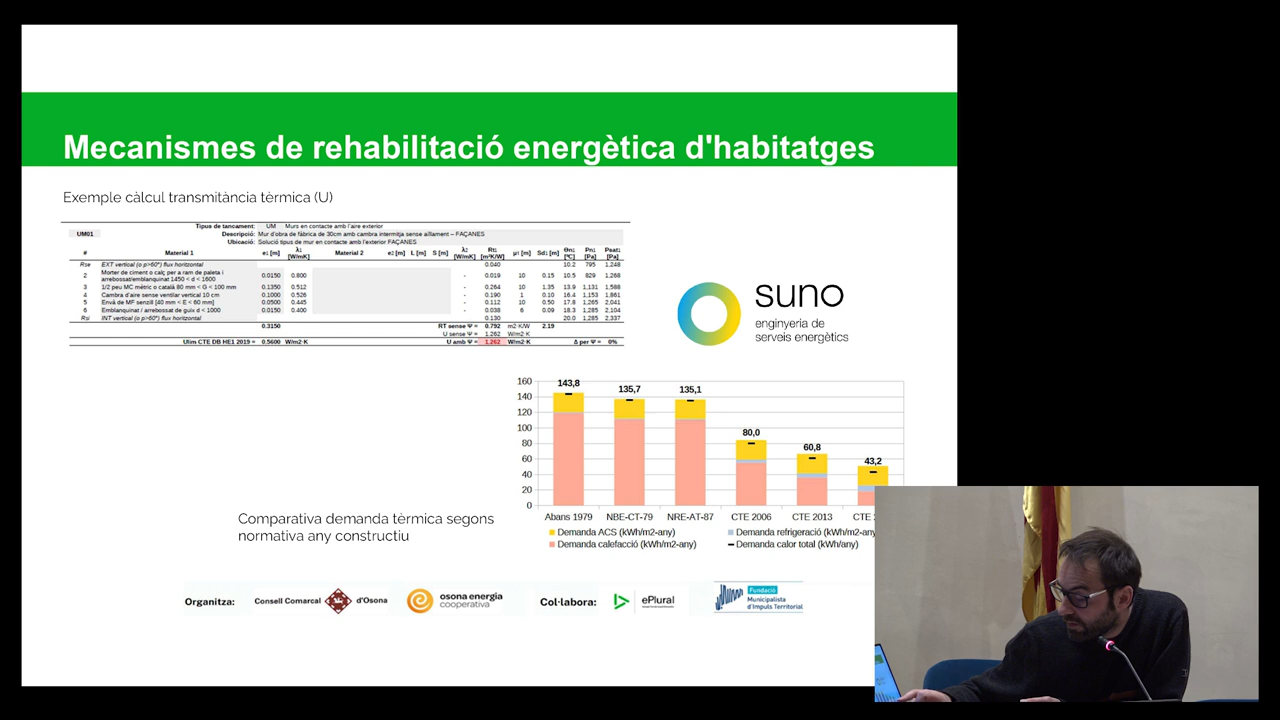 Mecanismes de rehabilitació energètica d'habitatges
Exemple càlcul transmitància tèrmica (U)
Tipus de tancament: UM Murs en contacte amb l'aire exterior
UM01 Descripció: Mur d'obra de fàbrica de 30cm amb cambra intermitja sense aïllament – FAÇANES
Ubicació: Solució tipus de mur en contacte amb l'exterior FAÇANES
# Material 1 e₁ [m] λ₁ [W/mK] Material 2 e₂ [m] L [m] S [m] λ₂ [W/mK] Rt₁ [m²K/W] μ₁ [m] Sd₁ [m] Θn₁ [ºC] Pn₁ [Pa] Psat₁ [Pa]
Rse EXT vertical (o p>60°) flux horitzontal 0.040 10.2 795 1,248
2 Morter de ciment o calç per a ram de paleta i arrebossat/emblanquinat 1450 < d < 1600 0.0150 0.800 - 0.019 10 0.15 10.5 829 1,268
3 1/2 peu MC mètric o català 80 mm < G < 100 mm 0.1350 0.512 - 0.264 10 1.35 13.9 1,131 1,588
4 Cambra d'aire sense ventilar vertical 10 cm 0.1000 0.526 - 0.190 1 0.10 16.4 1,153 1,861
5 Envà de MF senzill [40 mm < E < 60 mm] 0.0500 0.445 - 0.112 10 0.50 17.8 1,265 2,041
6 Emblanquinat / arrebossat de guix d < 1000 0.0150 0.400 - 0.038 6 0.09 18.3 1,285 2,104
Rsi INT vertical (o p>60°) flux horitzontal 0.130 20.0 1,285 2,337
0.3150 RT sense Ψ = 0.792 m2·K/W 2.19
U sense Ψ = 1.262 W/m2·K
Ulim CTE DB HE1 2019 = 0.5600 W/m2·K U amb Ψ = 1.262 W/m2·K Δ per Ψ = 0%
suno
enginyeria de
serveis energètics
160
140
120
100
80
60
40
20
0
143,8
135,7
135,1
80,0
60,8
43,2
Abans 1979 NBE-CT-79 NRE-AT-87 CTE 2006 CTE 2013 CTE
Demanda ACS (kWh/m2-any) Demanda refrigeració (kWh/m2-any
Demanda calefacció (kWh/m2-any) Demanda calor total (kWh/any)
Comparativa demanda tèrmica segons
normativa any constructiu
Organitza: Consell Comarcal d'Osona osona energia cooperativa Col·labora: ePlural Fundació Municipalista d'Impuls Territorial